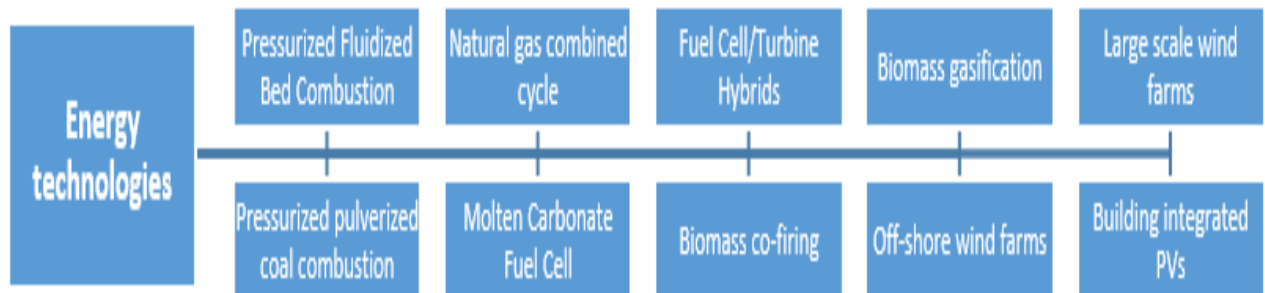 Energy
technologies
Pressurized Fluidized
Bed Combustion
Natural gas combined
cycle
Fuel Cell/Turbine
Hybrids
Biomass gasification
Large scale wind
farms
Pressurized pulverized
coal combustion
Molten Carbonate
Fuel Cell
Biomass co-firing
Off-shore wind farms
Building integrated
PVs